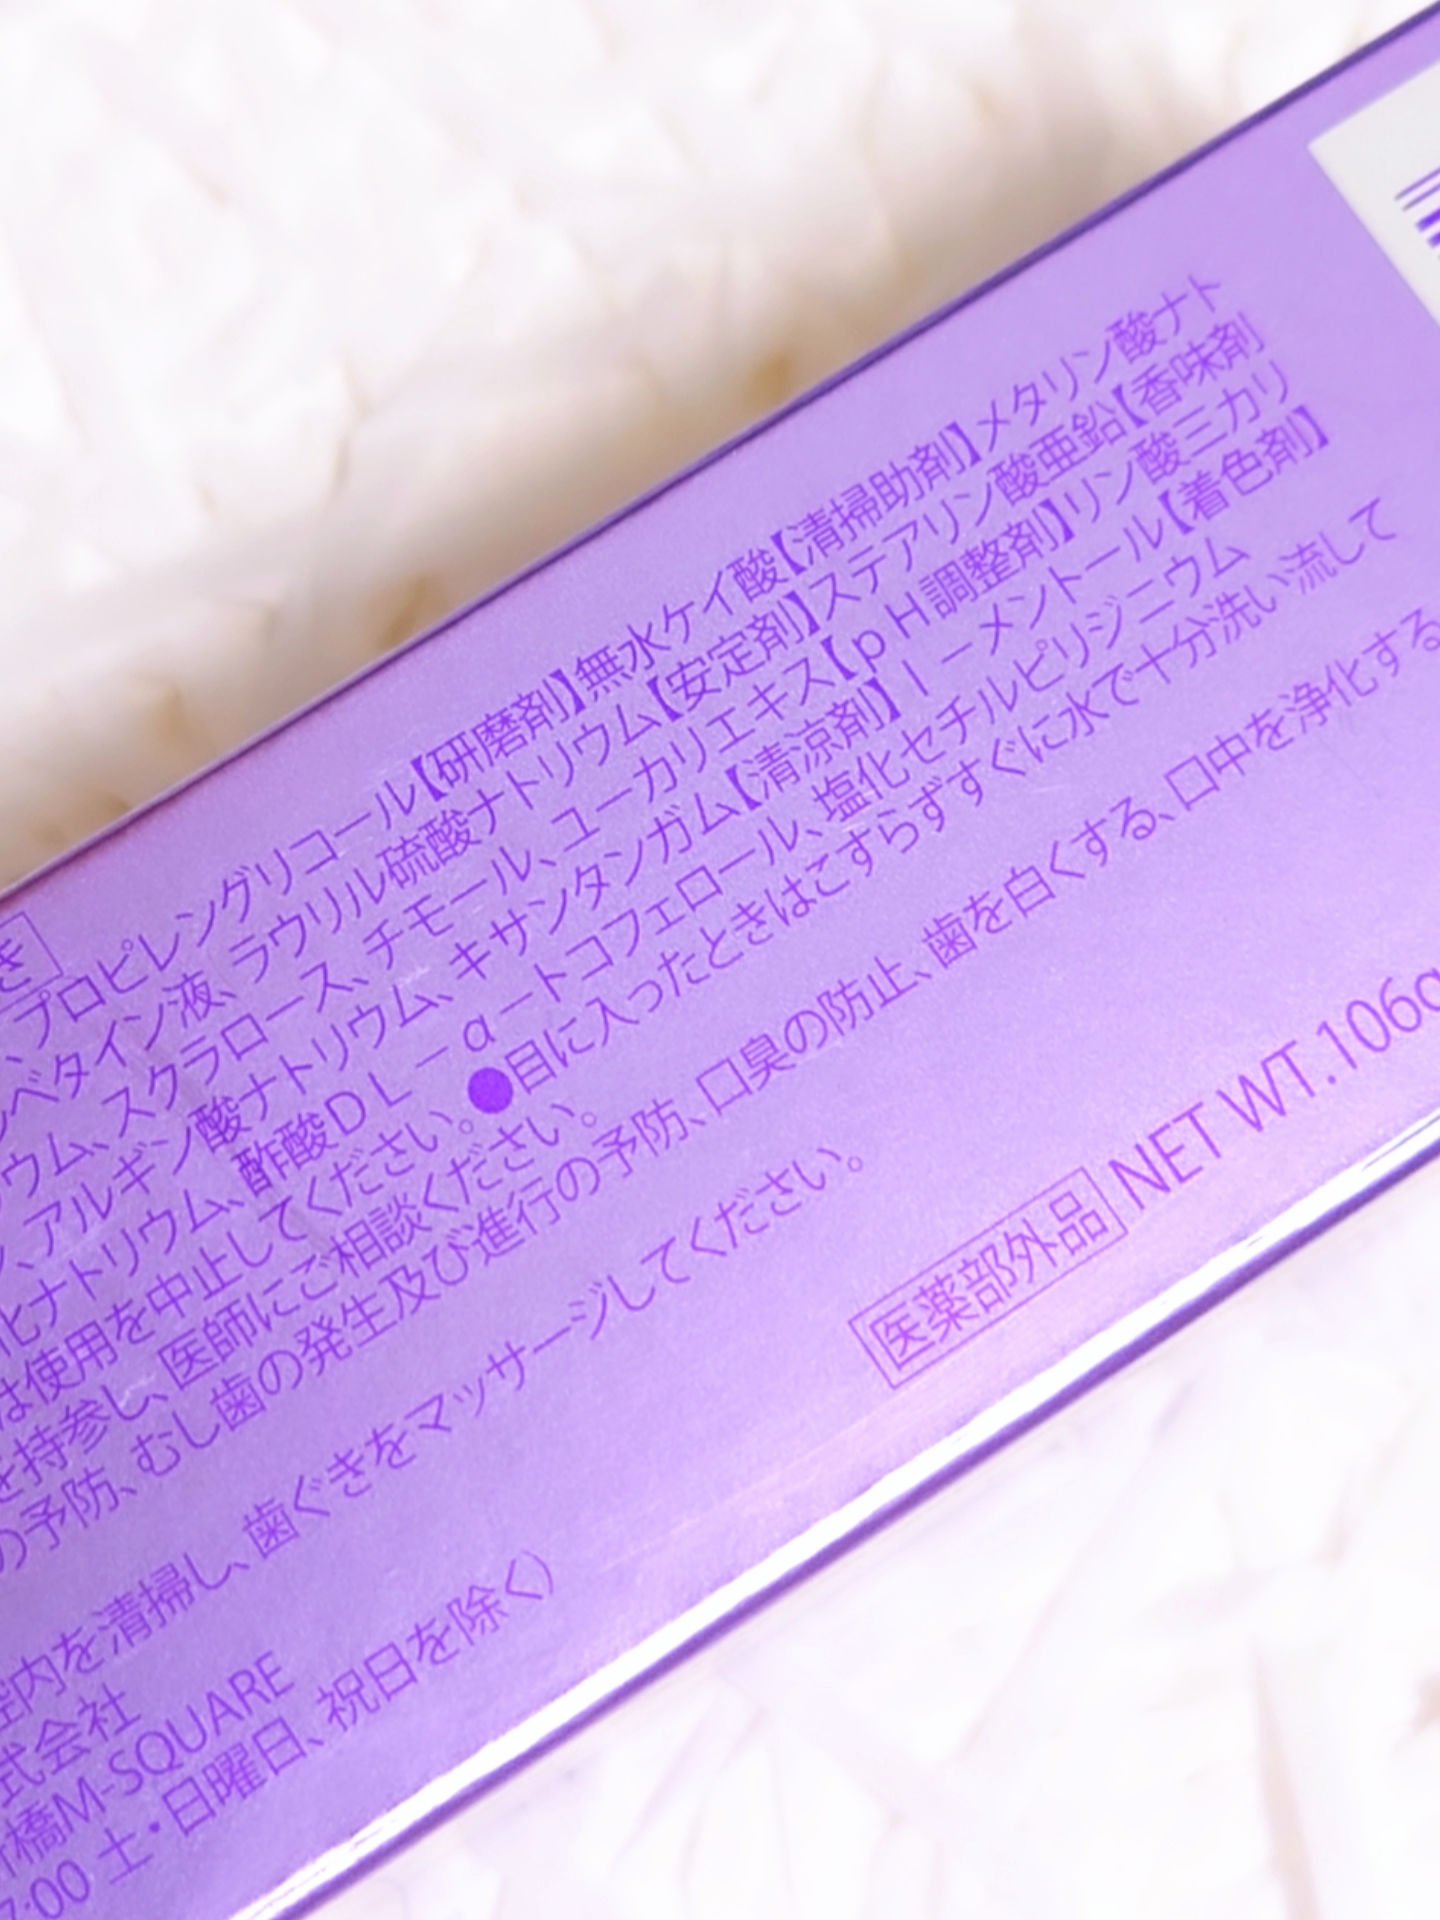 き
、プロピレングリコール【研磨剤】無水ケイ酸【清掃助剤】メタリン酸ナト
ベタイン液、ラウリル硫酸ナトリウム【安定剤】ステアリン酸亜鉛【香味剤
ウム、スクラロース、チモール、ユーカリエキス【pH調整剤】リン酸三カリ
、アルギン酸ナトリウム、キサンタンガム【清涼剤】l－メントール【着色剤】
化ナトリウム、酢酸DL－α－トコフェロール、塩化セチルピリジニウム
は使用を中止してください。●目に入ったときはこすらずすぐに水で十分洗い流して
を持参し、医師にご相談ください。
の予防、むし歯の発生及び進行の予防、口臭の防止、歯を白くする、口中を浄化する
腔内を清掃し、歯ぐきをマッサージしてください。
式会社
橋M-SQUARE
7:00 土・日曜日、祝日を除く）
医薬部外品 NET WT.106g